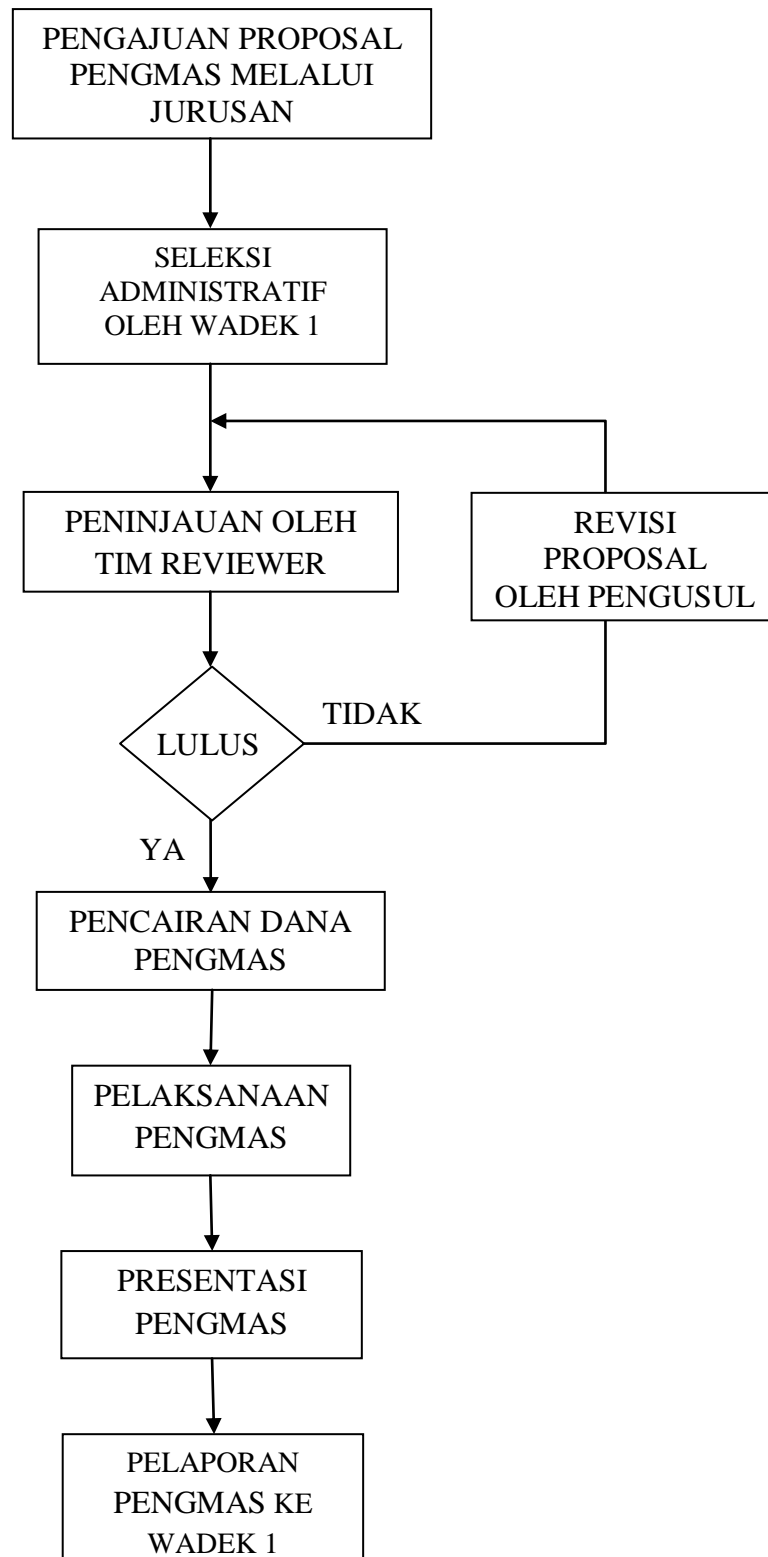 PENGAJUAN PROPOSAL
PENGMAS MELALUI
JURUSAN
SELEKSI
ADMINISTRATIF
OLEH WADEK 1
PENINJAUAN OLEH
TIM REVIEWER
REVISI
PROPOSAL
OLEH PENGUSUL
LULUS
TIDAK
YA
PENCAIRAN DANA
PENGMAS
PELAKSANAAN
PENGMAS
PRESENTASI
PENGMAS
PELAPORAN
PENGMAS KE
WADEK 1